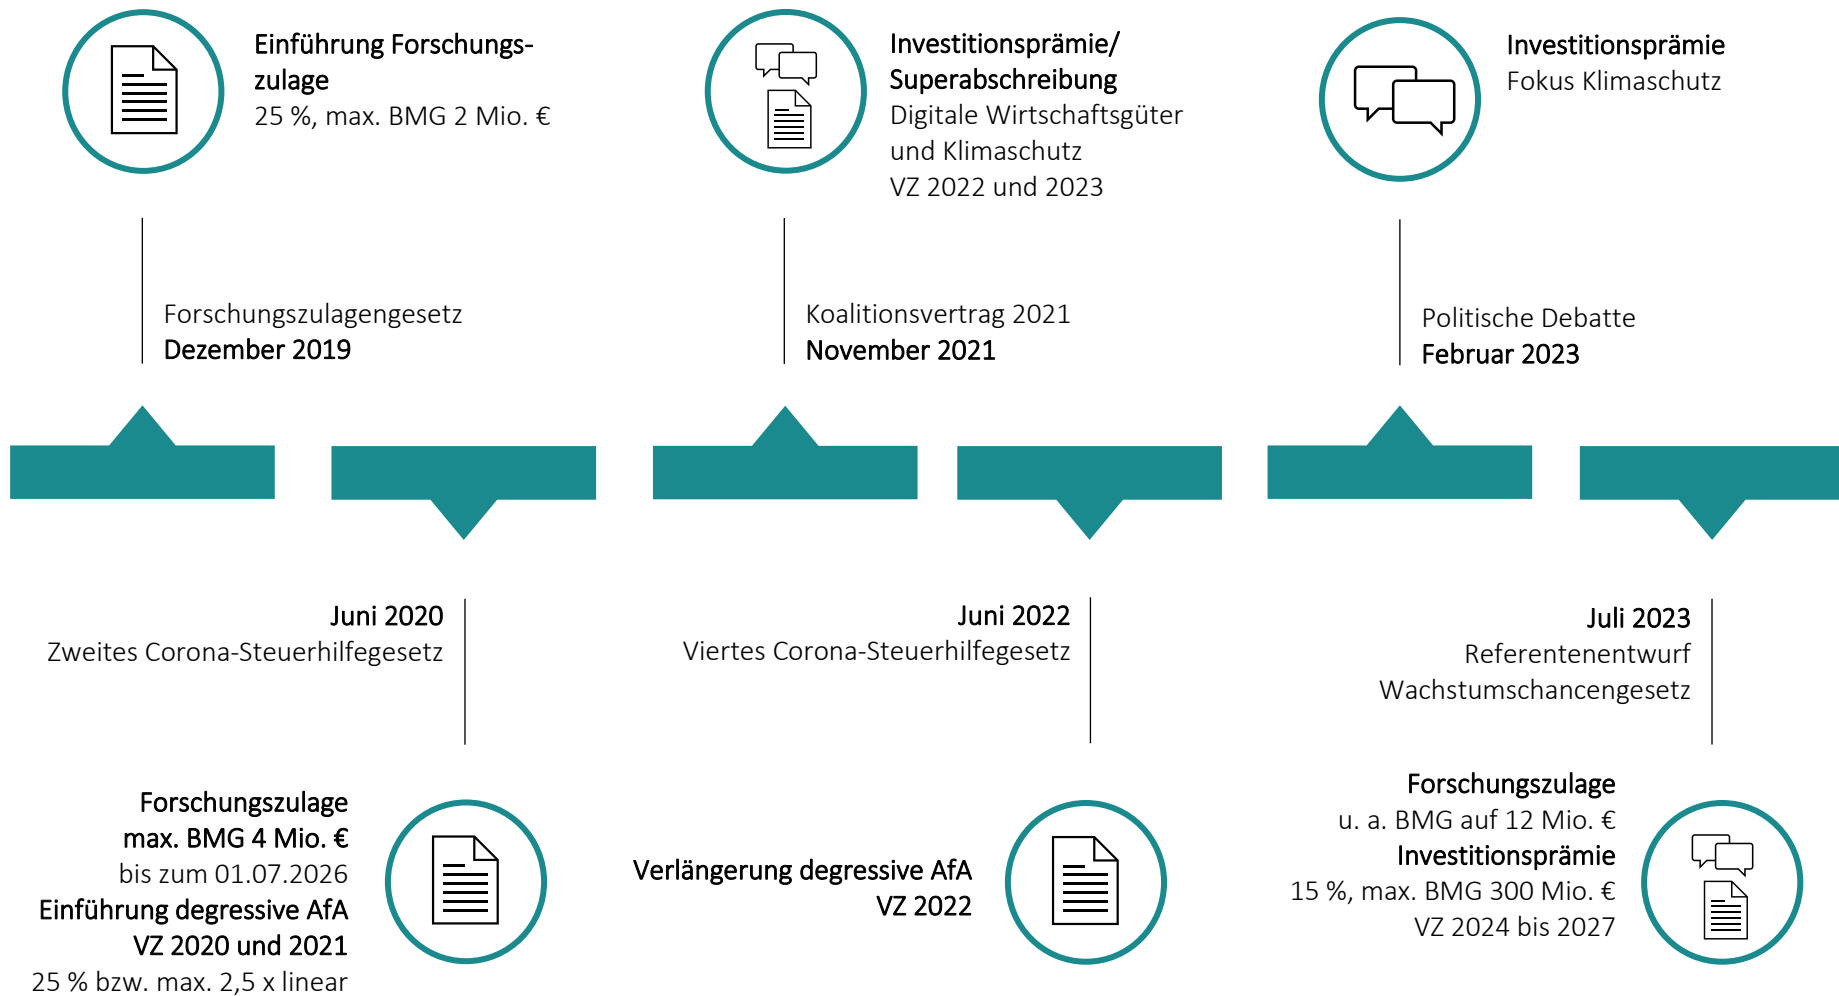 Einführung Forschungs-
zulage
25 %, max. BMG 2 Mio. €
Forschungszulagengesetz
Dezember 2019
Investitionsprämie/
Superabschreibung
Digitale Wirtschaftsgüter
und Klimaschutz
VZ 2022 und 2023
Koalitionsvertrag 2021
November 2021
Investitionsprämie
Fokus Klimaschutz
Politische Debatte
Februar 2023
Juni 2020
Zweites Corona-Steuerhilfegesetz
Forschungszulage
max. BMG 4 Mio. €
bis zum 01.07.2026
Einführung degressive AfA
VZ 2020 und 2021
25 % bzw. max. 2,5 x linear
Juni 2022
Viertes Corona-Steuerhilfegesetz
Verlängerung degressive AfA
VZ 2022
Juli 2023
Referentenentwurf
Wachstumschancengesetz
Forschungszulage
u. a. BMG auf 12 Mio. €
Investitionsprämie
15 %, max. BMG 300 Mio. €
VZ 2024 bis 2027